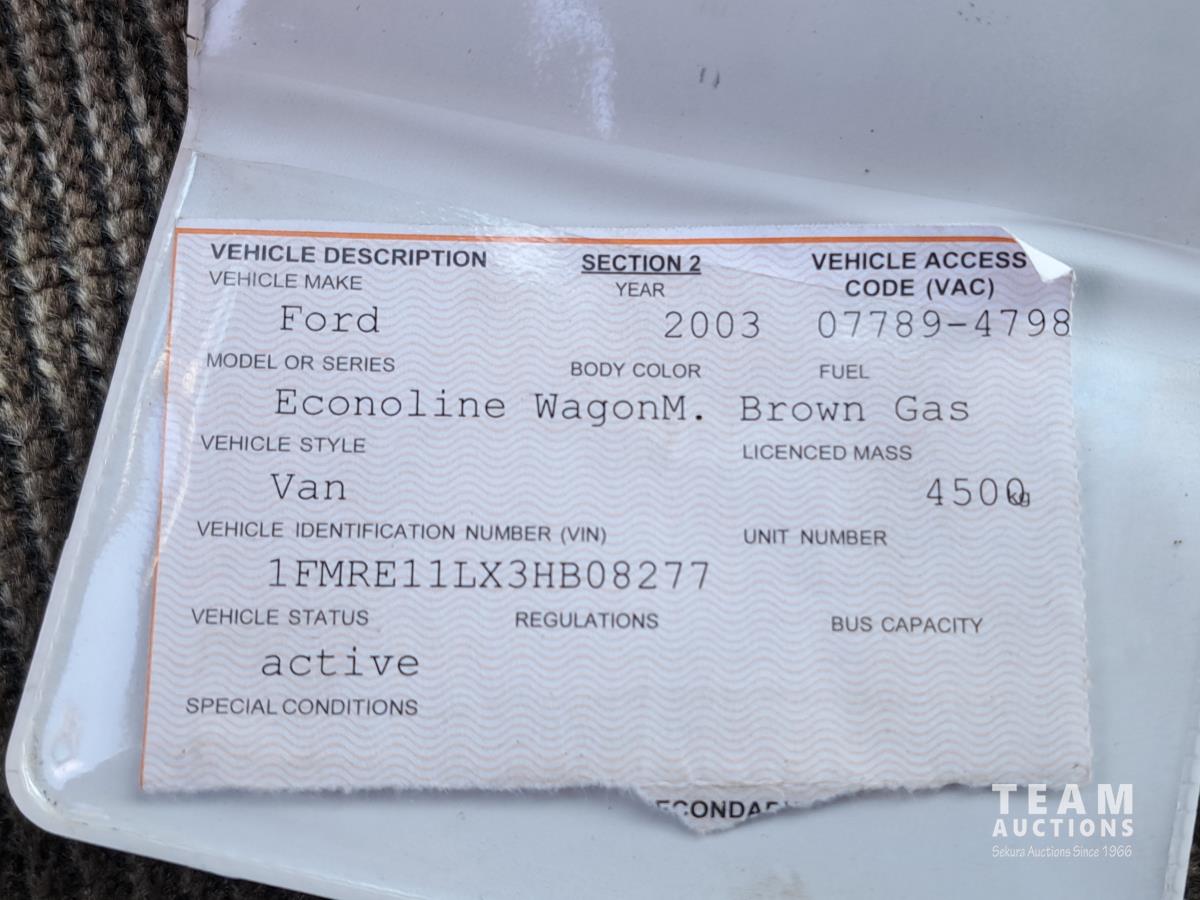 VEHICLE DESCRIPTION SECTION 2 VEHICLE ACCESS
VEHICLE MAKE YEAR CODE (VAC)
Ford 2003 07789-4798
MODEL OR SERIES BODY COLOR FUEL
Econoline WagonM. Brown Gas
VEHICLE STYLE LICENCED MASS
Van 4500kg
VEHICLE IDENTIFICATION NUMBER (VIN) UNIT NUMBER
1FMRE11LX3HB08277
VEHICLE STATUS REGULATIONS BUS CAPACITY
active
SPECIAL CONDITIONS
TEAM
AUCTIONS
Sekura Auctions Since 1966